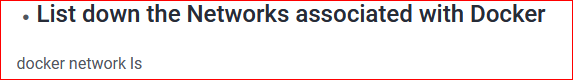 • List down the Networks associated with Docker
docker network ls